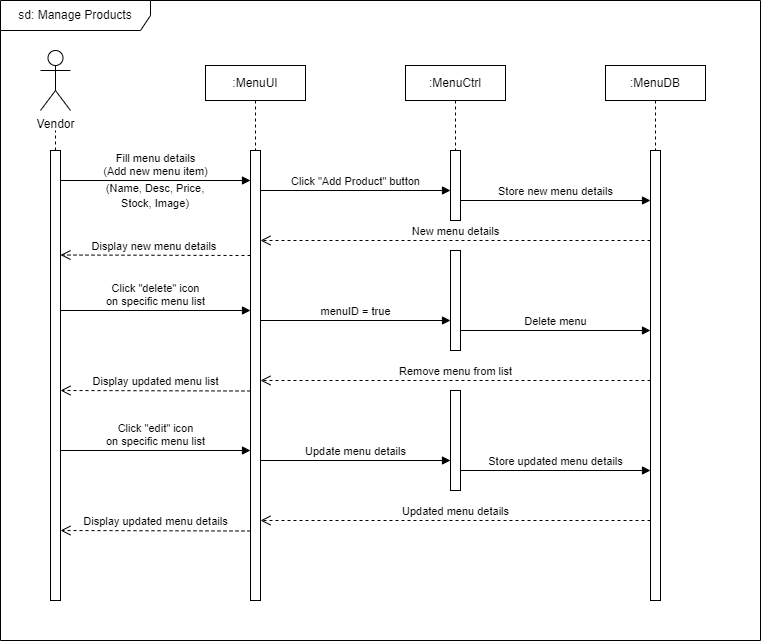 sd: Manage Products
:MenuUI
:MenuCtrl
:MenuDB
Vendor
Fill menu details
(Add new menu item)
(Name, Desc, Price,
Stock, Image)
Click "Add Product" button
Store new menu details
New menu details
Display new menu details
Click "delete" icon
on specific menu list
menuID = true
Delete menu
Remove menu from list
Display updated menu list
Click "edit" icon
on specific menu list
Update menu details
Store updated menu details
Updated menu details
Display updated menu details